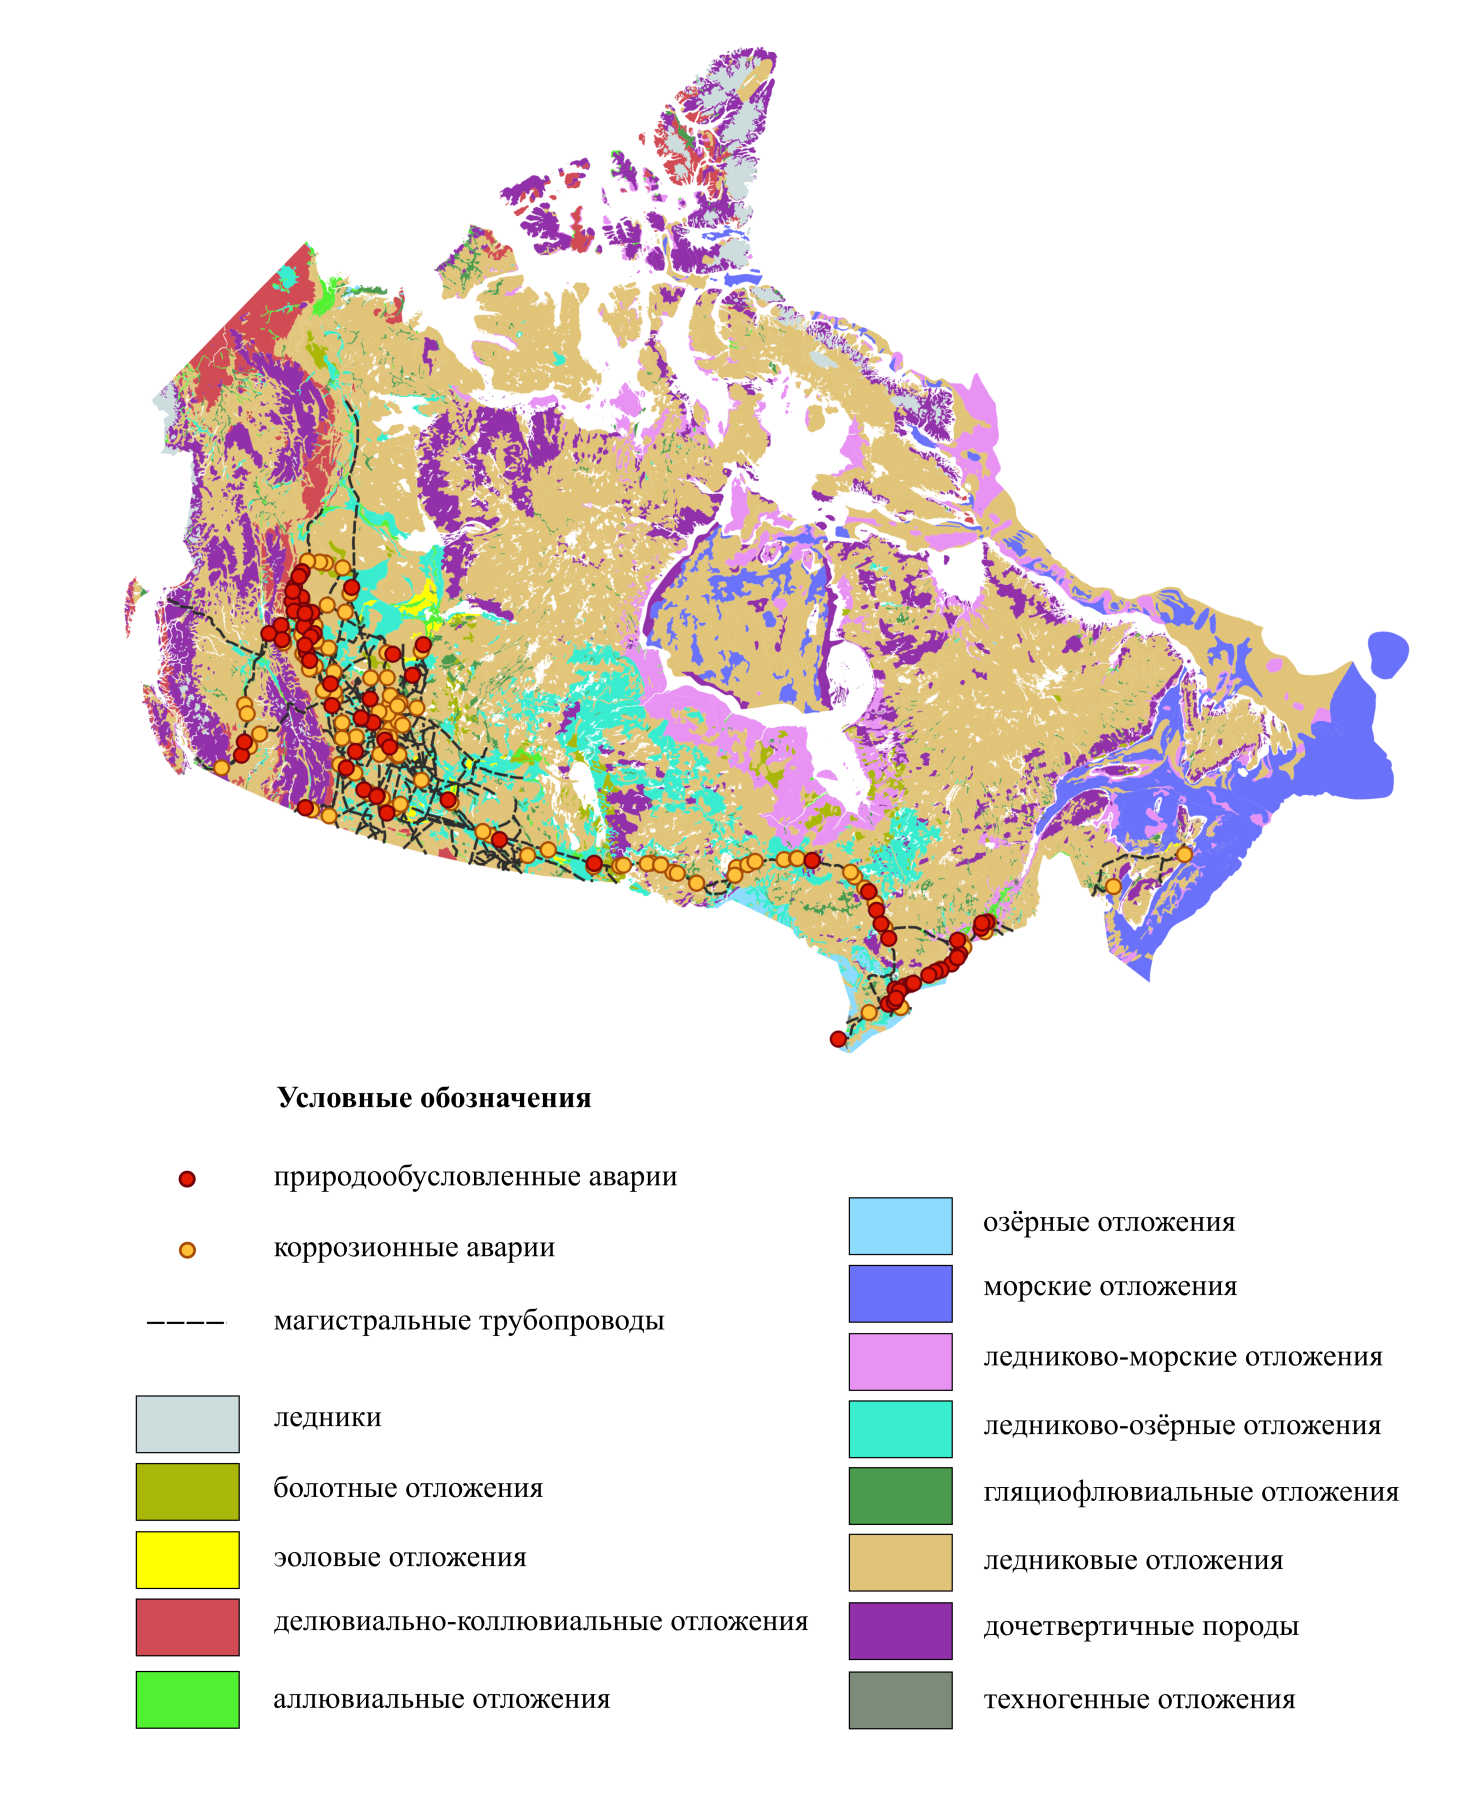 Условные обозначения
природообусловленные аварии
коррозионные аварии
магистральные трубопроводы
ледники
болотные отложения
эоловые отложения
делювиально-коллювиальные отложения
аллювиальные отложения
озёрные отложения
морские отложения
ледниково-морские отложения
ледниково-озёрные отложения
гляциофлювиальные отложения
ледниковые отложения
дочетвертичные породы
техногенные отложения